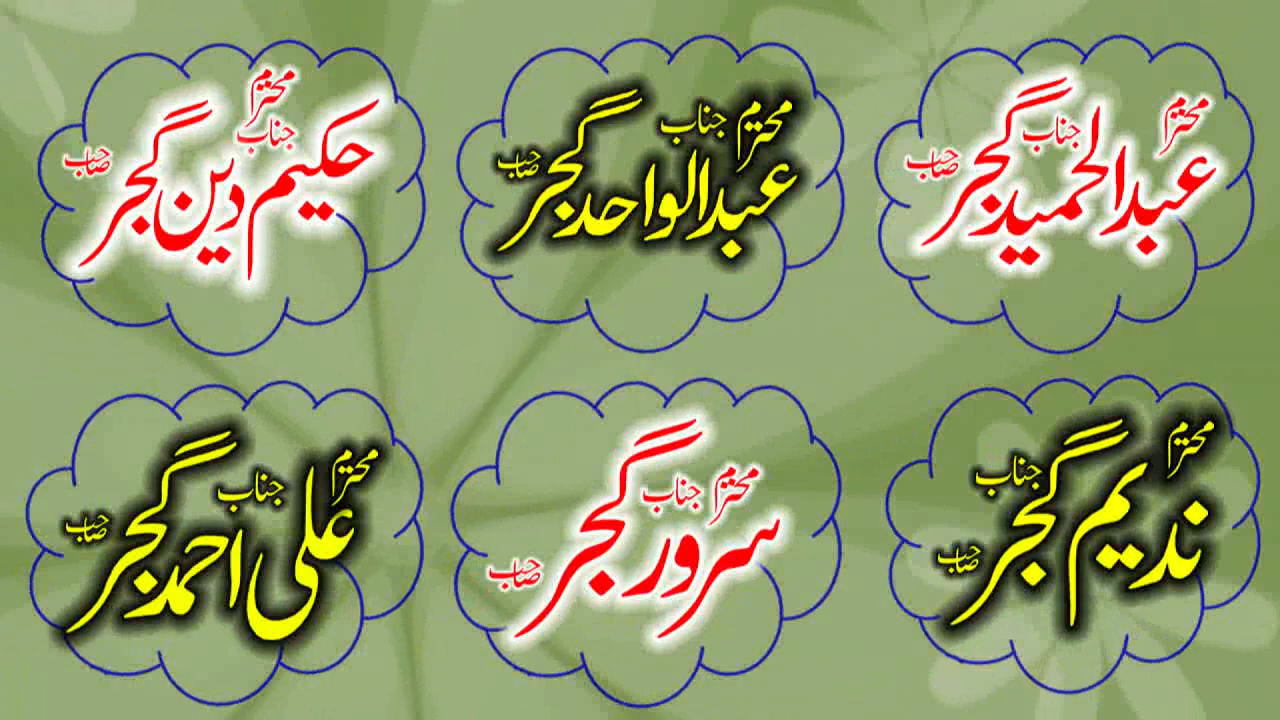 محترم جناب عبدالحمید گجر صاحب
محترم جناب عبدالواحد گجر صاحب
محترم جناب حکیم دین گجر صاحب
محترم جناب ندیم گجر صاحب
محترم جناب سرور گجر صاحب
محترم جناب علی احمد گجر صاحب